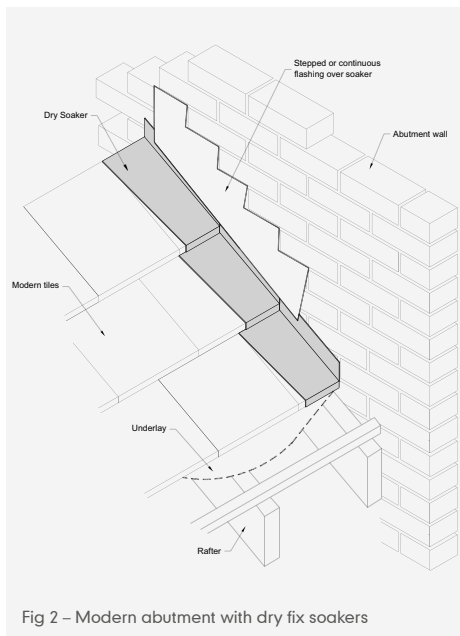 Stepped or continuous
flashing over soaker
Dry Soaker
Abutment wall
Modern tiles
Underlay
Rafter
Fig 2 – Modern abutment with dry fix soakers